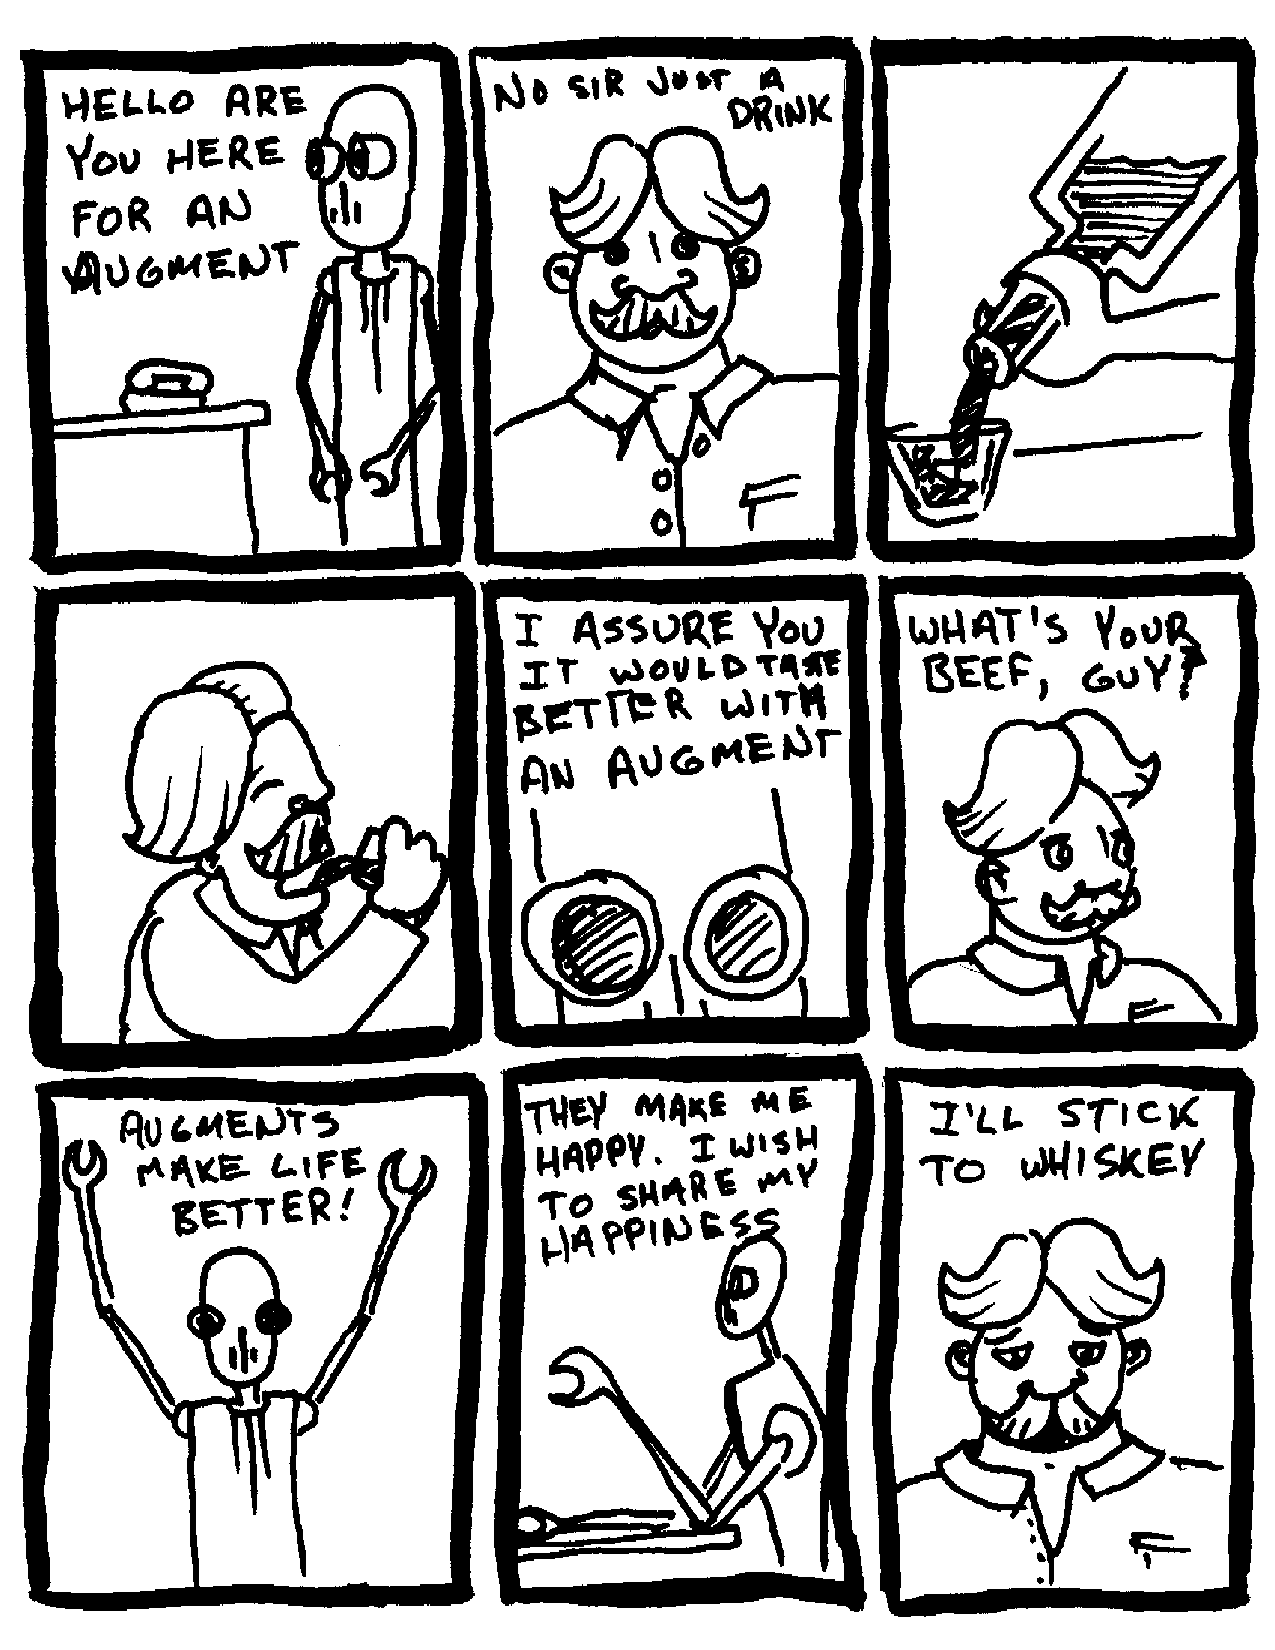 HELLO ARE
YOU HERE
FOR AN
AUGMENT
NO SIR JUST A
DRINK
I ASSURE YOU
IT WOULD TASTE
BETTER WITH
AN AUGMENT
WHAT'S YOUR
BEEF, GUY?
AUGMENTS
MAKE LIFE
BETTER!
THEY MAKE ME
HAPPY. I WISH
TO SHARE MY
HAPPINESS
I'LL STICK
TO WHISKEY